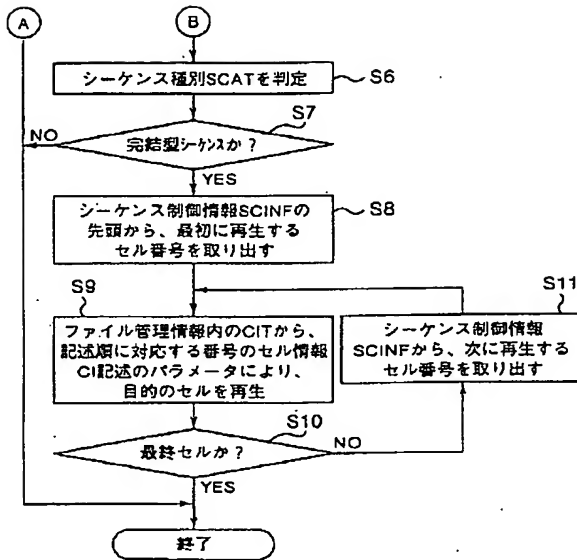 A
B
シーケンス種別SCATを判定
S6
S7
NO
完結型シーケンスか？
YES
シーケンス制御情報SCINFの
先頭から、最初に再生する
セル番号を取り出す
S8
S9
ファイル管理情報内のCITから、
記述順に対応する番号のセル情報
CI記述のパラメータにより、
目的のセルを再生
S11
シーケンス制御情報
SCINFから、次に再生する
セル番号を取り出す
S10
最終セルか？
NO
YES
終了